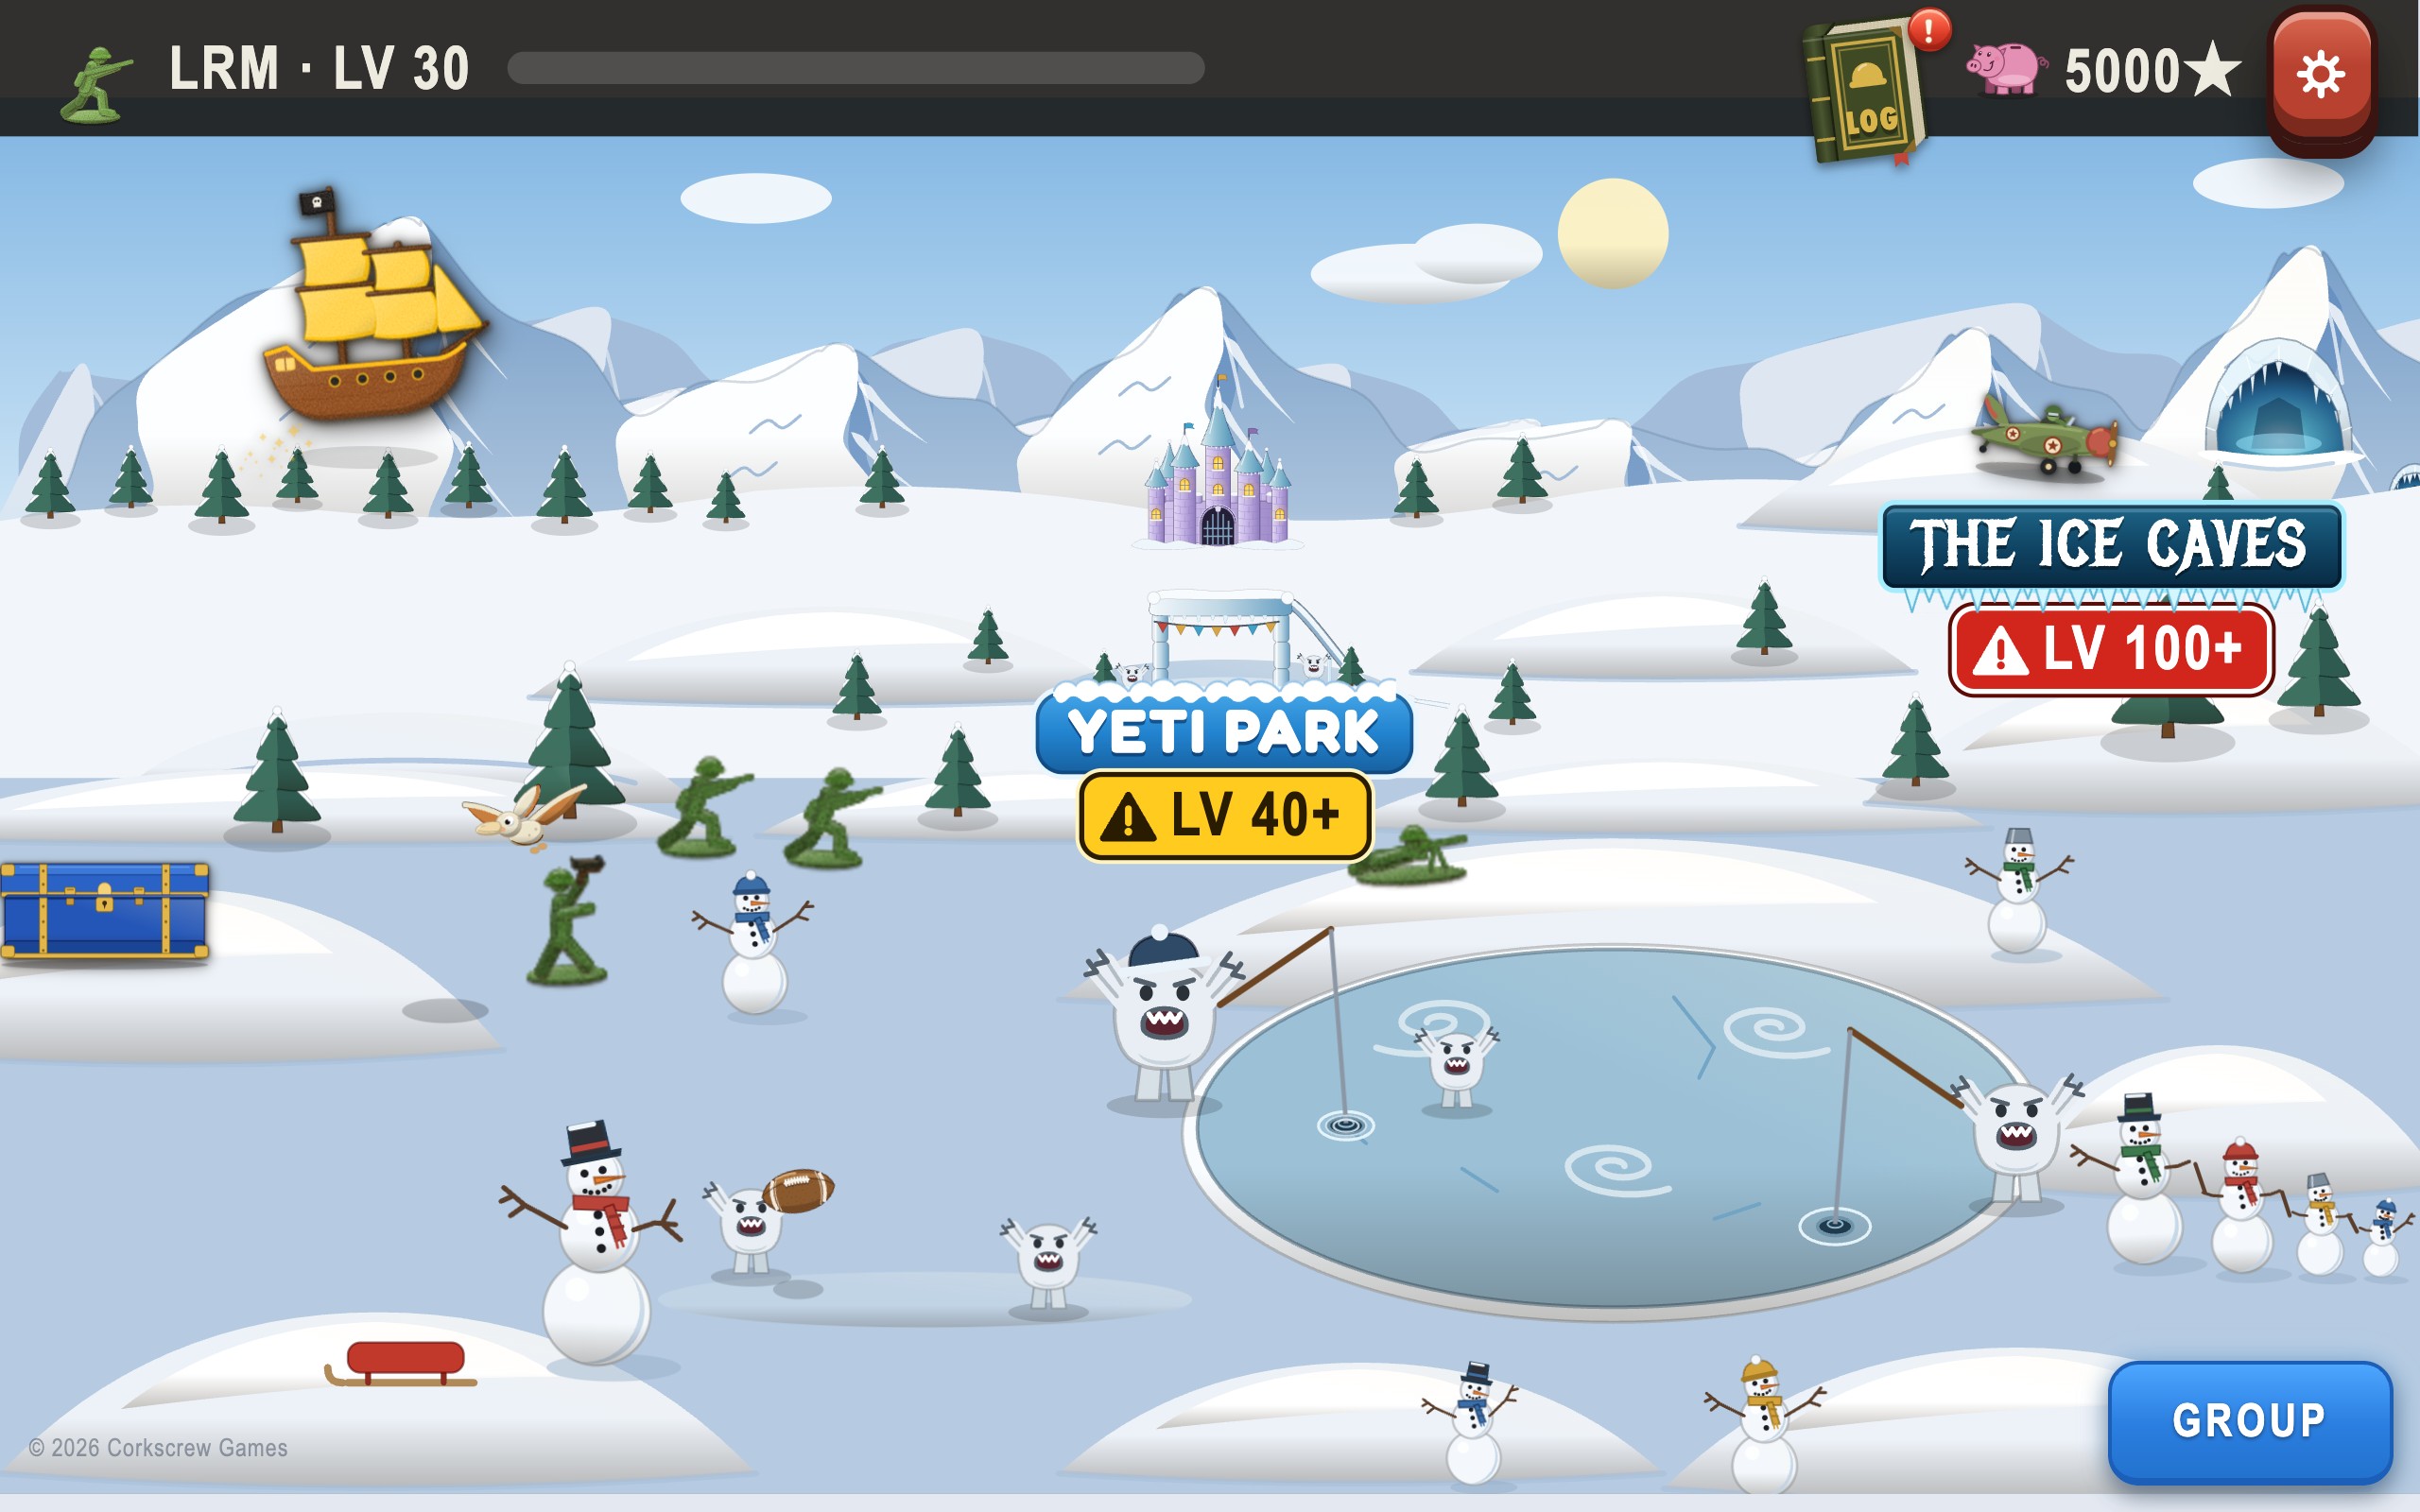 LRM · LV 30
LOG
!
5000★
THE ICE CAVES
LV 100+
YETI PARK
LV 40+
GROUP
© 2026 Corkscrew Games